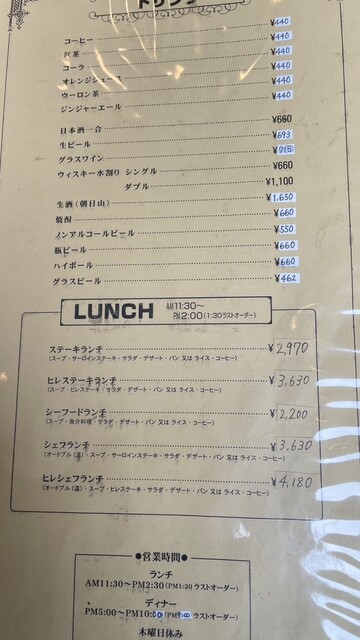 ドリンク
コーヒー ¥440
紅茶 ¥440
コーラ ¥440
オレンジジュース ¥440
ウーロン茶 ¥440
ジンジャーエール ¥440
日本酒一合 ¥660
生ビール ¥693
グラスワイン ¥715
ウィスキー水割り シングル ¥660
ダブル ¥1,100
生酒(朝日山) ¥1,650
焼酎 ¥660
ノンアルコールビール ¥550
瓶ビール ¥660
ハイボール ¥660
グラスビール ¥462
LUNCH AM11:30〜 PM2:00(1:30ラストオーダー)
ステーキランチ ¥2,970
(スープ・サーロインステーキ・サラダ・デザート・パン 又は ライス・コーヒー)
ヒレステーキランチ ¥3,630
(スープ・ヒレステーキ・サラダ・デザート・パン 又は ライス・コーヒー)
シーフードランチ ¥2,200
(スープ・魚介料理・サラダ・デザート・パン 又は ライス・コーヒー)
シェフランチ ¥3,630
(オードブル(温)・スープ・サーロインステーキ・サラダ・デザート・パン 又は ライス・コーヒー)
ヒレシェフランチ ¥4,180
(オードブル(温)・スープ・ヒレステーキ・サラダ・デザート・パン 又は ライス・コーヒー)
●営業時間●
ランチ
AM11:30〜PM2:30(PM1:30 ラストオーダー)
ディナー
PM5:00〜PM10:00(PM9:00 ラストオーダー)
木曜日休み